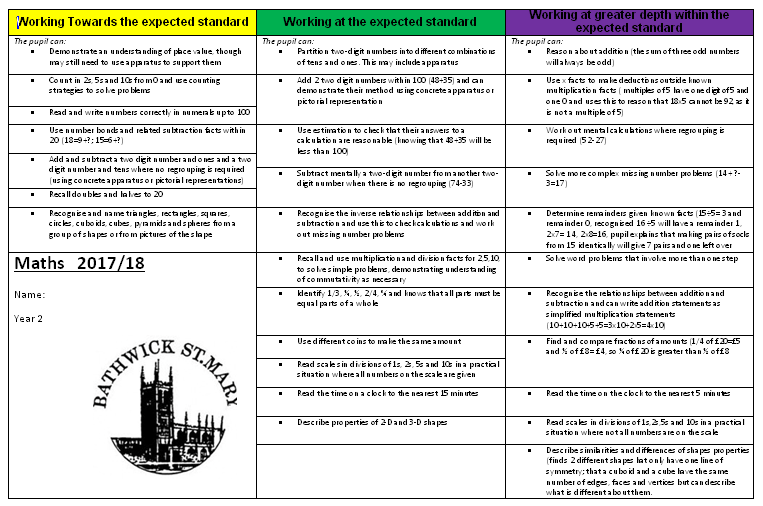 Working Towards the expected standard
The pupil can:
Demonstrate an understanding of place value, though
may still need to use apparatus to support them
Count in 2s, 5s and 10s from 0 and use counting
strategies to solve problems
Read and write numbers correctly in numerals up to 100
Use number bonds and related subtraction facts within
20 (18=9+?; 15=6+?)
Add and subtract a two digit number and ones and a two
digit number and tens where no regrouping is required
(using concrete apparatus or pictorial representations)
Recall doubles and halves to 20
Recognise and name triangles, rectangles, squares,
circles, cuboids, cubes, pyramids and spheres from a
group of shapes or from pictures of the shape
Maths 2017/18
Name:
Year 2
BATHWICK ST. MARY
Working at the expected standard
The pupil can:
Partition two-digit numbers into different combinations
of tens and ones. This may include apparatus
Add 2 two digit numbers within 100 (48+35) and can
demonstrate their method using concrete apparatus or
pictorial representation
Use estimation to check that their answers to a
calculation are reasonable (knowing that 48+35 will be
less than 100)
Subtract mentally a two-digit number from another two-
digit number when there is no regrouping (74-33)
Recognise the inverse relationships between addition and
subtraction and use this to check calculations and work
out missing number problems
Recall and use multiplication and division facts for 2,5,10,
to solve simple problems, demonstrating understanding
of commutativity as necessary
Identify 1/3, ¼, ½, 2/4, ¾ and knows that all parts must be
equal parts of a whole
Use different coins to make the same amount
Read scales in divisions of 1s, 2s, 5s and 10s in a practical
situation where all numbers on the scale are given
Read the time on a clock to the nearest 15 minutes
Describe properties of 2-D and 3-D shapes
Working at greater depth within the
expected standard
The pupil can:
Reason about addition (the sum of three odd numbers
will always be odd)
Use x facts to make deductions outside known
multiplication facts ( multiples of 5 have one digit of 5 and
one 0 and uses this to reason that 18x5 cannot be 92, as it
is not a multiple of 5)
Work out mental calculations where regrouping is
required (52-27)
Solve more complex missing number problems (14 + ? -
3=17)
Determine remainders given known facts (15÷5= 3 and
remainder 0, recognised 16÷5 will have a remainder 1,
2x7= 14, 2x8=16, pupil explains that making pairs of socks
from 15 identically will give 7 pairs and one left over
Solve word problems that involve more than one step
Recognise the relationships between addition and
subtraction and can write addition statements as
simplified multiplication statements
(10+10+10+5+5=3x10+2x5=4x10)
Find and compare fractions of amounts (1/4 of £20=£5
and ½ of £8= £4, so ¼ of £20 is greater than ½ of £8
Read the time on the clock to the nearest 5 minutes
Read scales in divisions of 1s,2s,5s and 10s in a practical
situation where not all numbers are on the scale
Describe similarities and differences of shapes properties
(finds 2 different shapes hat only have one line of
symmetry; that a cuboid and a cube have the same
number of edges, faces and vertices but can describe
what is different about them.